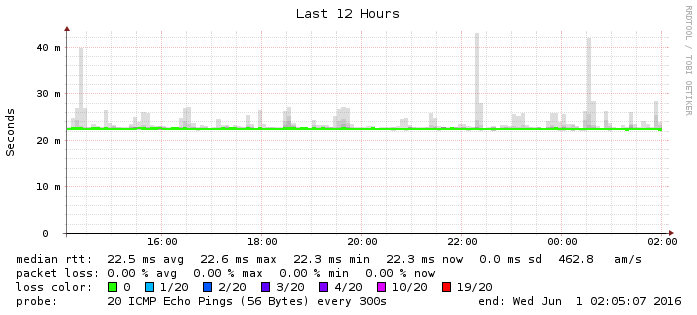 Last 12 Hours
RRDTOOL / TOBI OETIKER
Seconds
40 m
30 m
20 m
10 m
0
16:00 18:00 20:00 22:00 00:00 02:00
median rtt: 22.5 ms avg 22.6 ms max 22.3 ms min 22.3 ms now 0.0 ms sd 462.8 am/s
packet loss: 0.00 % avg 0.00 % max 0.00 % min 0.00 % now
loss color: 0 1/20 2/20 3/20 4/20 10/20 19/20
probe: 20 ICMP Echo Pings (56 Bytes) every 300s end: Wed Jun 1 02:05:07 2016